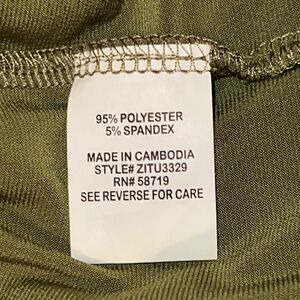 95% POLYESTER
5% SPANDEX
MADE IN CAMBODIA
STYLE# ZITU3329
RN# 58719
SEE REVERSE FOR CARE